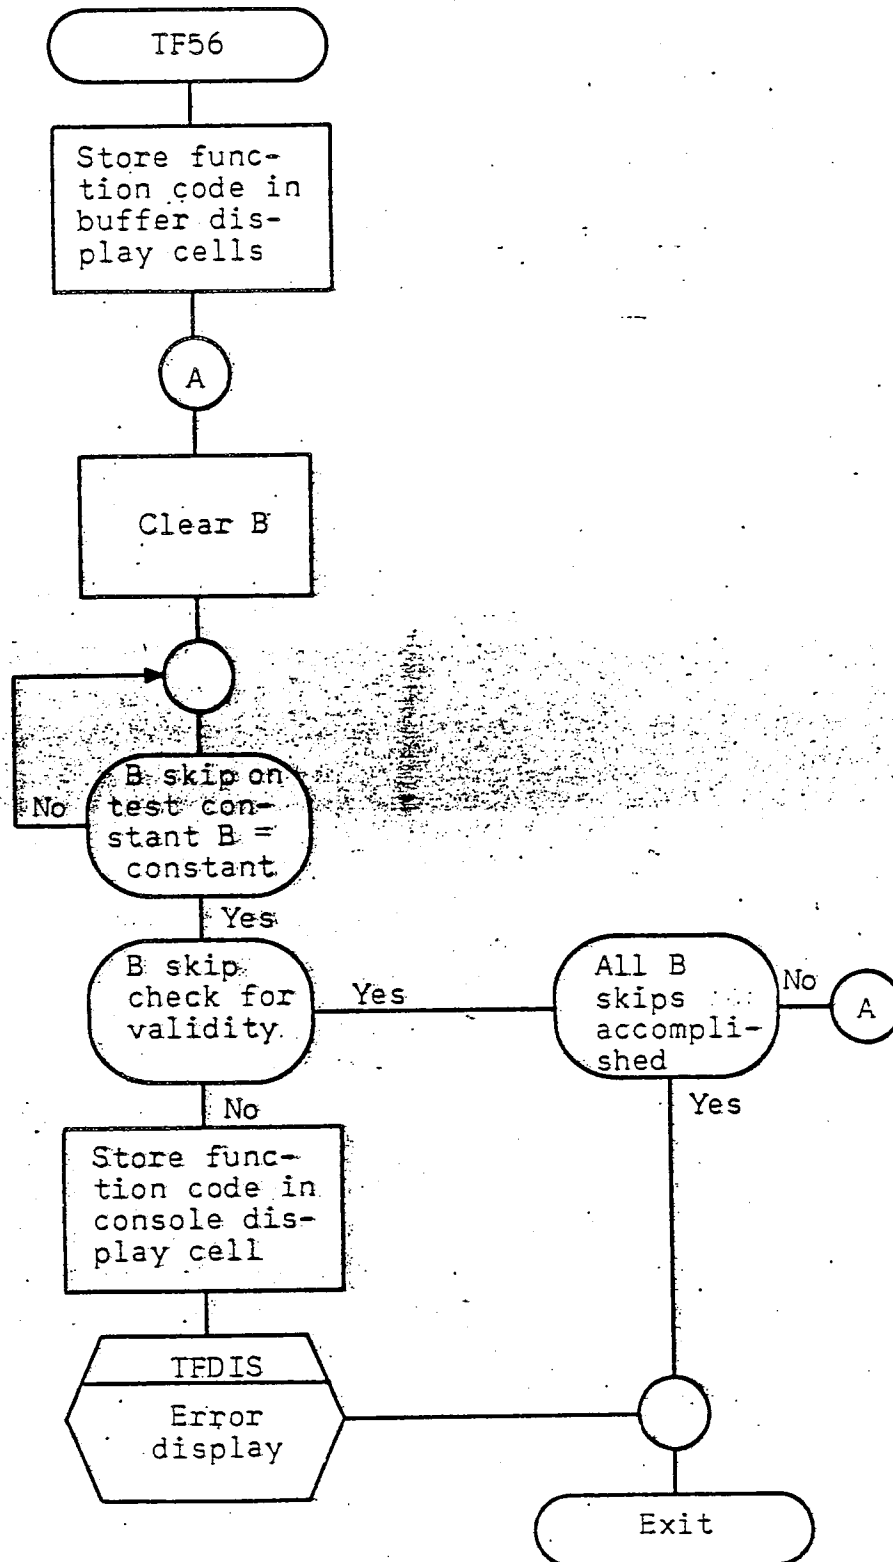 TF56
Store func-
tion code in
buffer dis-
play cells
A
Clear B
B skip on
test con-
stant B =
constant
No
Yes
B skip
check for
validity
Yes
All B
skips
accompli-
shed
No
A
Yes
No
Store func-
tion code in
console dis-
play cell
TFDIS
Error
display
Exit